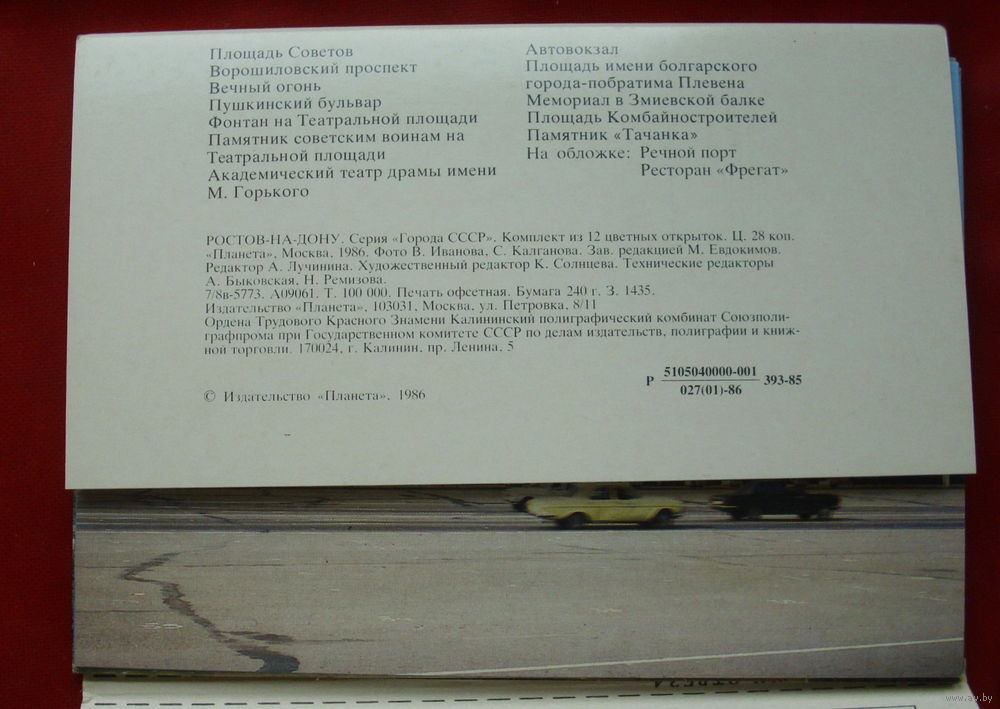 Площадь Советов
Ворошиловский проспект
Вечный огонь
Пушкинский бульвар
Фонтан на Театральной площади
Памятник советским воинам на
Театральной площади
Академический театр драмы имени
М. Горького
Автовокзал
Площадь имени болгарского
города-побратима Плевена
Мемориал в Змиевской балке
Площадь Комбайностроителей
Памятник «Тачанка»
На обложке: Речной порт
Ресторан «Фрегат»
РОСТОВ-НА-ДОНУ. Серия «Города СССР». Комплект из 12 цветных открыток. Ц. 28 коп.
«Планета», Москва, 1986. Фото В. Иванова, С. Калганова. Зав. редакцией М. Евдокимов.
Редактор А. Лучинина. Художественный редактор К. Солнцева. Технические редакторы
А. Быковская, Н. Ремизова.
7/8в-5773. А09061. Т. 100 000. Печать офсетная. Бумага 240 г. З. 1435.
Издательство «Планета», 103031, Москва, ул. Петровка, 8/11
Ордена Трудового Красного Знамени Калининский полиграфический комбинат Союзполи-
графпрома при Государственном комитете СССР по делам издательств, полиграфии и книж-
ной торговли. 170024, г. Калинин, пр. Ленина, 5
Р 5105040000-001 393-85
027(01)-86
© Издательство «Планета», 1986
www.ay.by